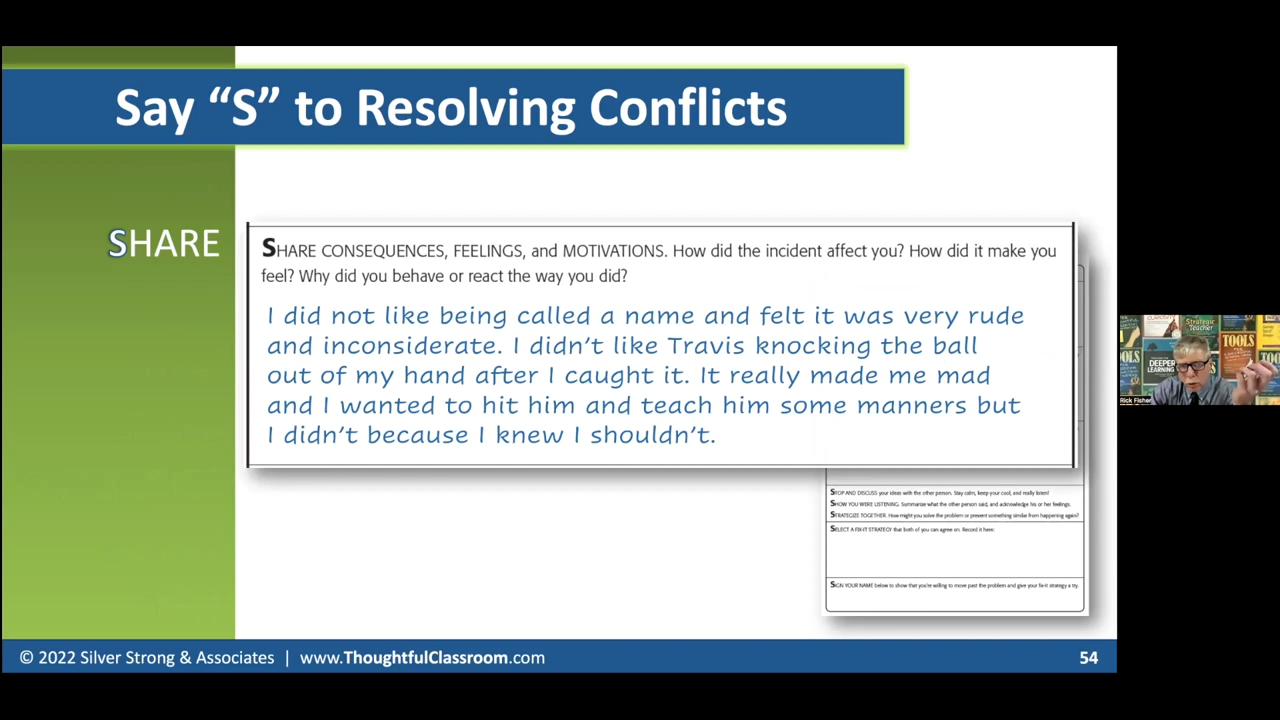 Say “S” to Resolving Conflicts
SHARE
SHARE CONSEQUENCES, FEELINGS, and MOTIVATIONS. How did the incident affect you? How did it make you
feel? Why did you behave or react the way you did?
I did not like being called a name and felt it was very rude
and inconsiderate. I didn’t like Travis knocking the ball
out of my hand after I caught it. It really made me mad
and I wanted to hit him and teach him some manners but
I didn’t because I knew I shouldn’t.
STOP AND DISCUSS your ideas with the other person. Stay calm, keep your cool, and really listen!
SHOW YOU WERE LISTENING. Summarize what the other person said, and acknowledge his or her feelings.
STRATEGIZE TOGETHER. How might you solve the problem or prevent something similar from happening again?
SELECT A FIX-IT STRATEGY that both of you can agree on. Record it here:
SIGN YOUR NAME below to show that you're willing to move past the problem and give your fix-it strategy a try.
© 2022 Silver Strong & Associates | www.ThoughtfulClassroom.com
54
Strategic
Teacher
TOOLS
DEEPER
LEARNING
TOOLS
Rick Fisher